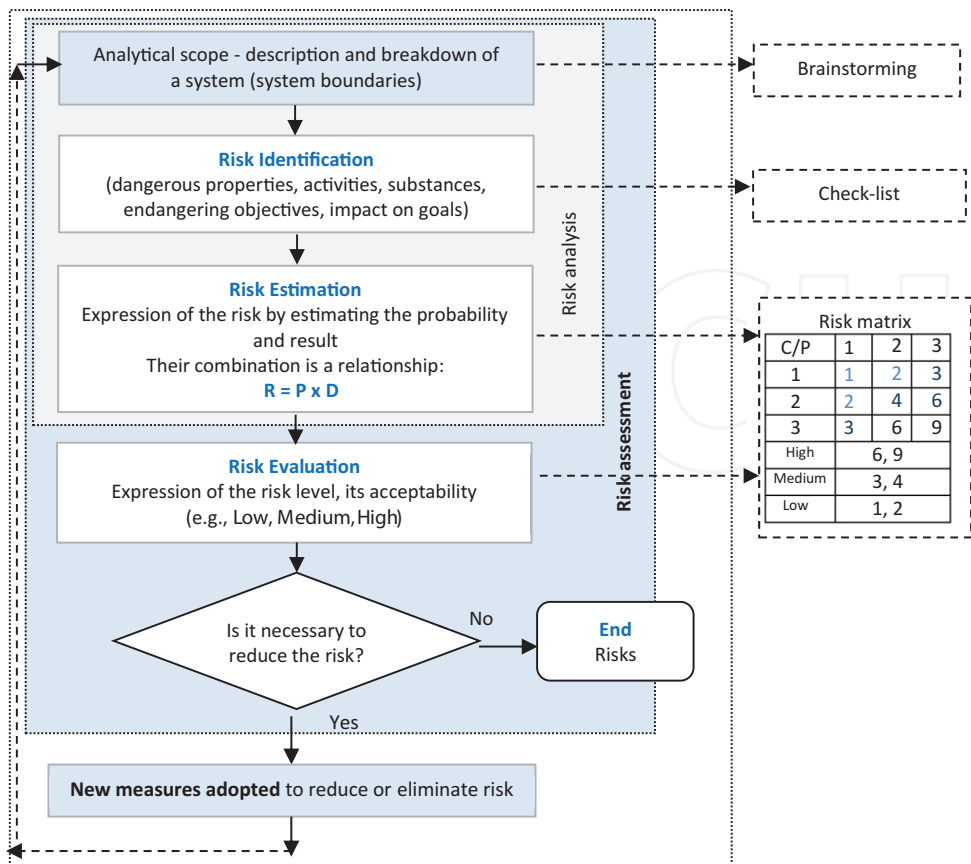 Analytical scope - description and breakdown of
a system (system boundaries)
Brainstorming
Risk Identification
(dangerous properties, activities, substances,
endangering objectives, impact on goals)
Check-list
Risk analysis
Risk Estimation
Expression of the risk by estimating the probability
and result
Their combination is a relationship:
R = P x D
Risk matrix
C/P 1 2 3
1 1 2 3
2 2 4 6
3 3 6 9
High 6, 9
Medium 3, 4
Low 1, 2
Risk assessment
Risk Evaluation
Expression of the risk level, its acceptability
(e.g., Low, Medium, High)
Is it necessary to
reduce the risk?
No
End
Risks
Yes
New measures adopted to reduce or eliminate risk